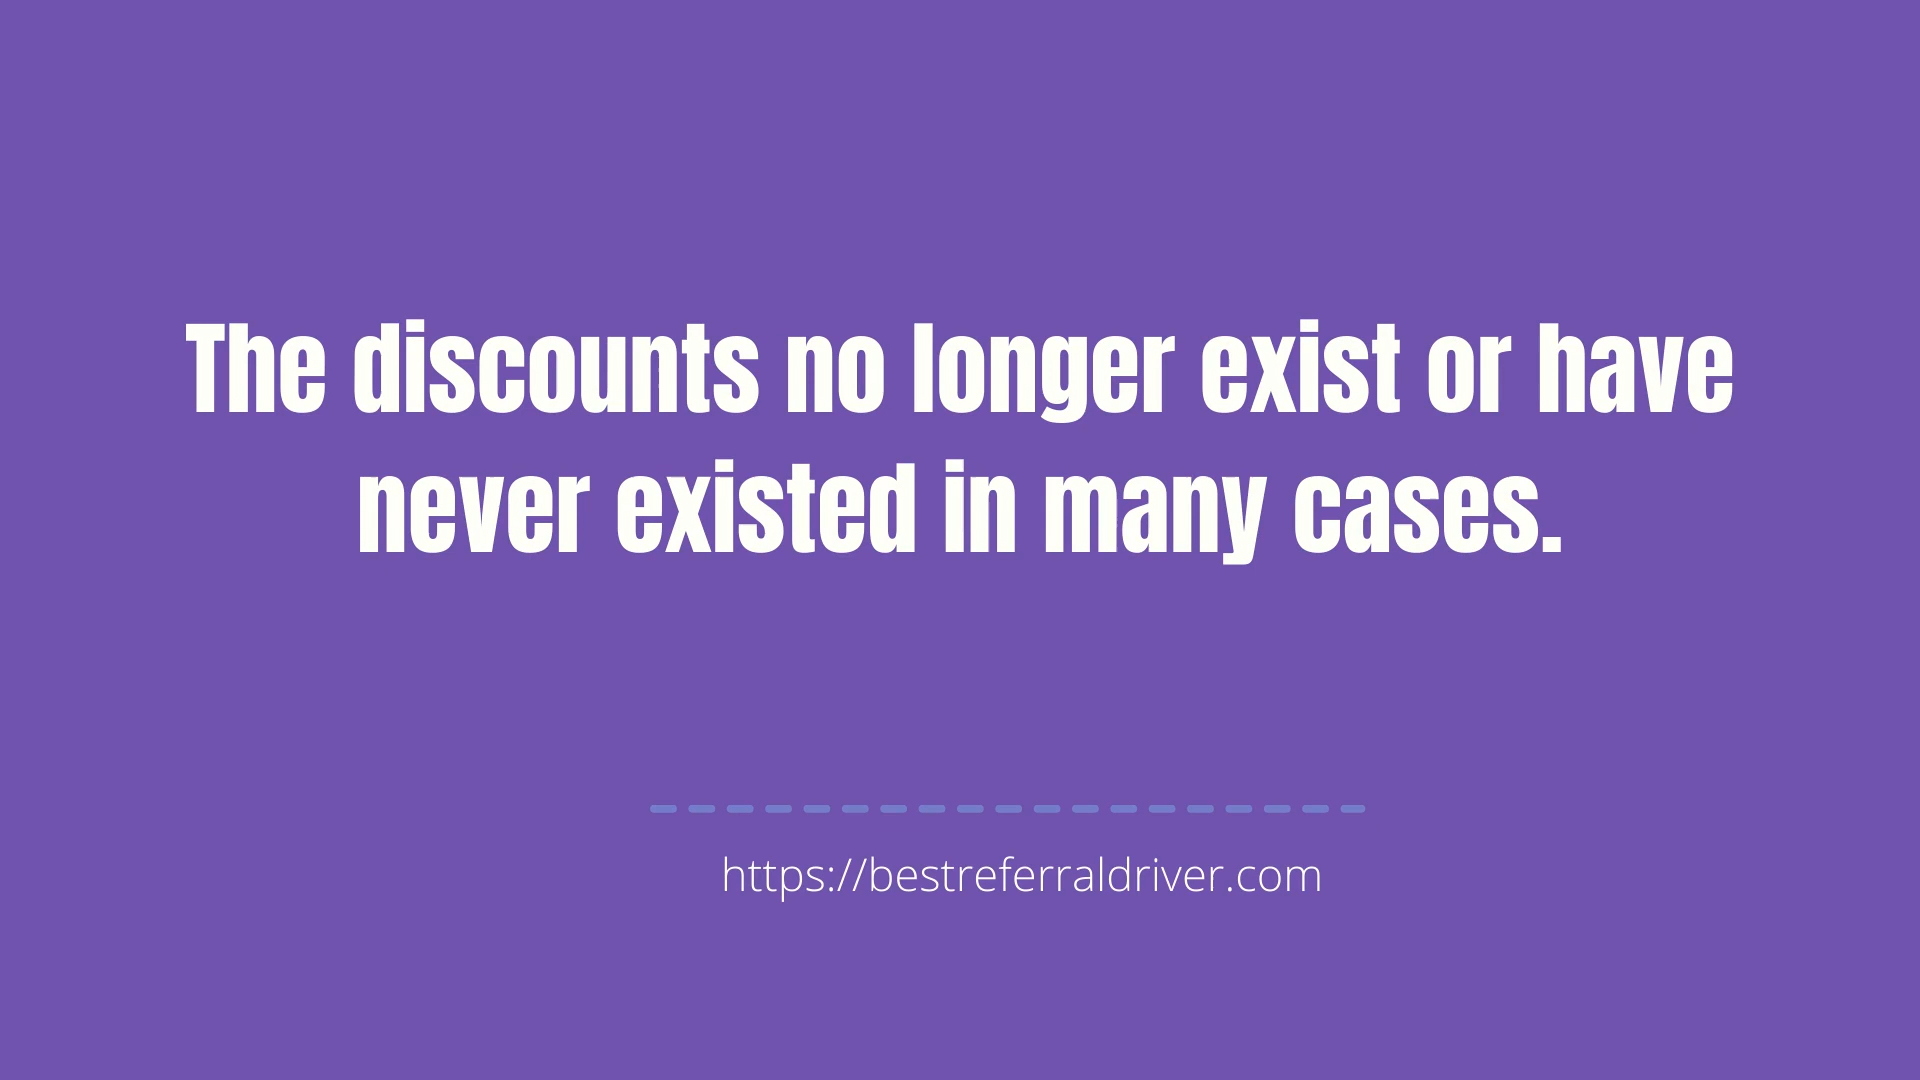 The discounts no longer exist or have
never existed in many cases.
https://bestreferraldriver.com